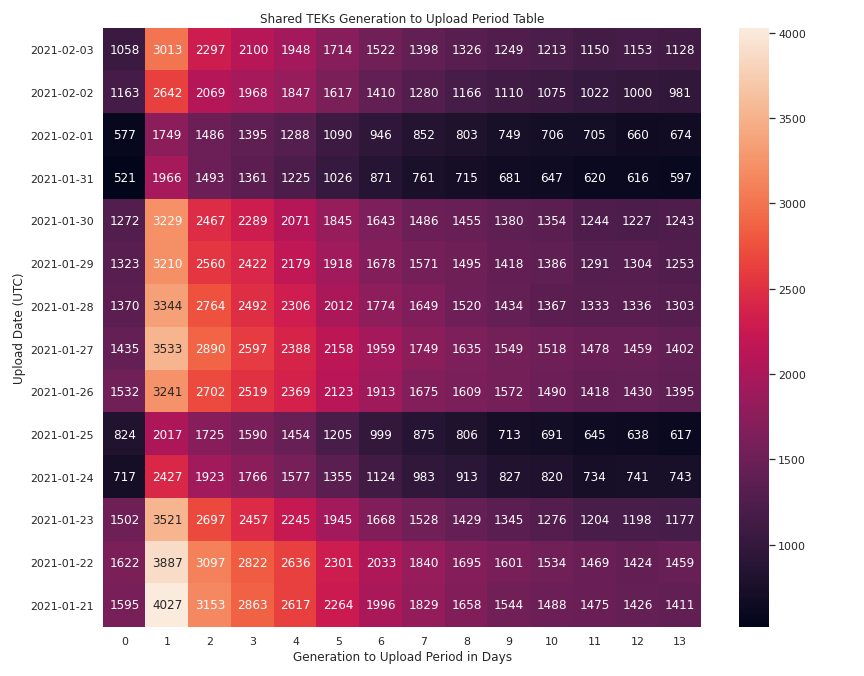 Shared TEKs Generation to Upload Period Table
2021-02-03 1058 3013 2297 2100 1948 1714 1522 1398 1326 1249 1213 1150 1153 1128
2021-02-02 1163 2642 2069 1968 1847 1617 1410 1280 1166 1110 1075 1022 1000 981
2021-02-01 577 1749 1486 1395 1288 1090 946 852 803 749 706 705 660 674
2021-01-31 521 1966 1493 1361 1225 1026 871 761 715 681 647 620 616 597
2021-01-30 1272 3229 2467 2289 2071 1845 1643 1486 1455 1380 1354 1244 1227 1243
2021-01-29 1323 3210 2560 2422 2179 1918 1678 1571 1495 1418 1386 1291 1304 1253
2021-01-28 1370 3344 2764 2492 2306 2012 1774 1649 1520 1434 1367 1333 1336 1303
2021-01-27 1435 3533 2890 2597 2388 2158 1959 1749 1635 1549 1518 1478 1459 1402
2021-01-26 1532 3241 2702 2519 2369 2123 1913 1675 1609 1572 1490 1418 1430 1395
2021-01-25 824 2017 1725 1590 1454 1205 999 875 806 713 691 645 638 617
2021-01-24 717 2427 1923 1766 1577 1355 1124 983 913 827 820 734 741 743
2021-01-23 1502 3521 2697 2457 2245 1945 1668 1528 1429 1345 1276 1204 1198 1177
2021-01-22 1622 3887 3097 2822 2636 2301 2033 1840 1695 1601 1534 1469 1424 1459
2021-01-21 1595 4027 3153 2863 2617 2264 1996 1829 1658 1544 1488 1475 1426 1411
0 1 2 3 4 5 6 7 8 9 10 11 12 13
Generation to Upload Period in Days
Upload Date (UTC)
4000
3500
3000
2500
2000
1500
1000